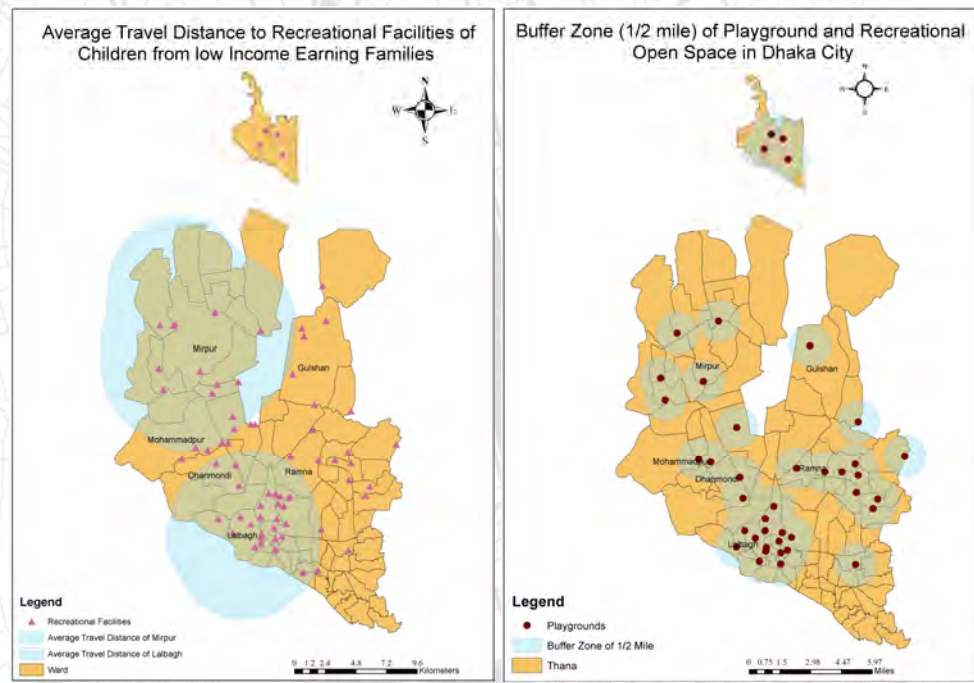 Average Travel Distance to Recreational Facilities of
Children from low Income Earning Families
N
W
E
S
Mirpur
Gulshan
Mohammadpur
Dhanmondi
Ramna
Lalbagh
Legend
Recreational Facilities
Average Travel Distance of Mirpur
Average Travel Distance of Lalbagh
Ward
0 1.2 2.4 4.8 7.2 9.6
Kilometers
Buffer Zone (1/2 mile) of Playground and Recreational
Open Space in Dhaka City
Mirpur
Gulshan
Mohammadpur
Dhanmondi
Ramna
Lalbagh
Legend
Playgrounds
Buffer Zone of 1/2 Mile
Thana
0 0.75 1.5 2.98 4.47 5.97
Miles